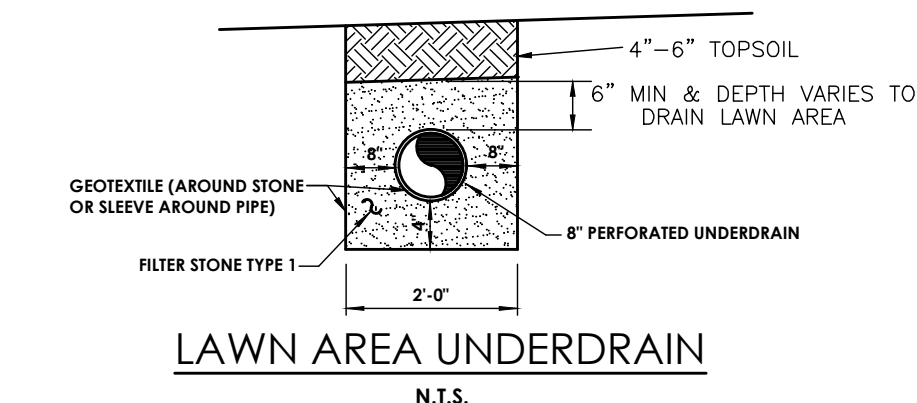 4"-6" TOPSOIL
6" MIN & DEPTH VARIES TO
DRAIN LAWN AREA
8"
8"
GEOTEXTILE (AROUND STONE
OR SLEEVE AROUND PIPE)
4"
8" PERFORATED UNDERDRAIN
FILTER STONE TYPE 1
2'-0"
LAWN AREA UNDERDRAIN
N.T.S.